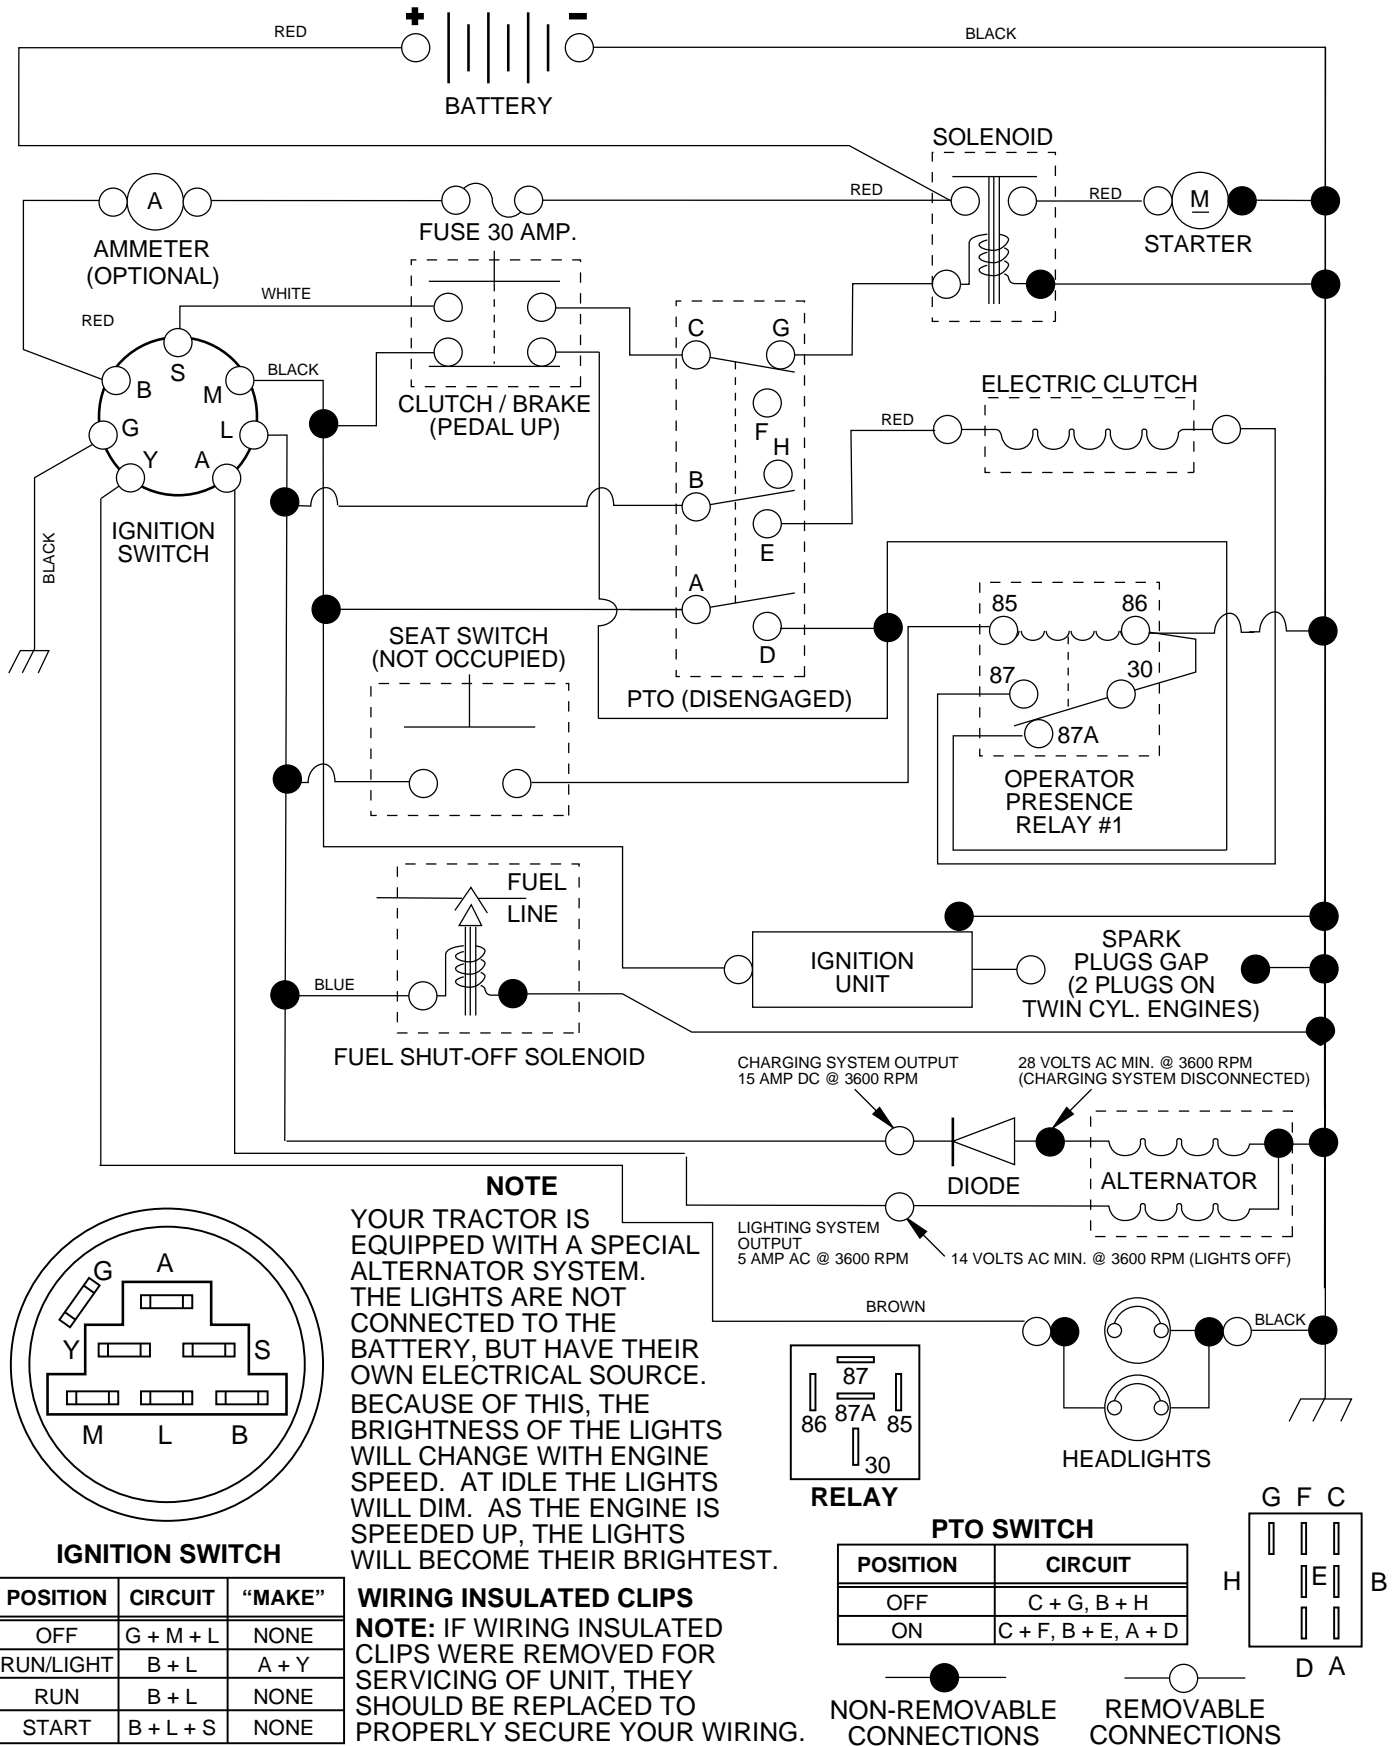 +
−
RED
BLACK
BATTERY
SOLENOID
A
RED
RED
M
AMMETER
(OPTIONAL)
FUSE 30 AMP.
STARTER
WHITE
RED
S
B
M
G
L
Y
A
BLACK
C
G
F
H
B
E
A
D
CLUTCH / BRAKE
(PEDAL UP)
ELECTRIC CLUTCH
RED
IGNITION
SWITCH
BLACK
85
86
SEAT SWITCH
(NOT OCCUPIED)
87
30
PTO (DISENGAGED)
87A
OPERATOR
PRESENCE
RELAY #1
FUEL
LINE
IGNITION
UNIT
SPARK
PLUGS GAP
(2 PLUGS ON
TWIN CYL. ENGINES)
BLUE
FUEL SHUT-OFF SOLENOID
CHARGING SYSTEM OUTPUT
15 AMP DC @ 3600 RPM
28 VOLTS AC MIN. @ 3600 RPM
(CHARGING SYSTEM DISCONNECTED)
DIODE
ALTERNATOR
LIGHTING SYSTEM
OUTPUT
5 AMP AC @ 3600 RPM
14 VOLTS AC MIN. @ 3600 RPM (LIGHTS OFF)
NOTE
YOUR TRACTOR IS
EQUIPPED WITH A SPECIAL
ALTERNATOR SYSTEM.
THE LIGHTS ARE NOT
CONNECTED TO THE
BATTERY, BUT HAVE THEIR
OWN ELECTRICAL SOURCE.
BECAUSE OF THIS, THE
BRIGHTNESS OF THE LIGHTS
WILL CHANGE WITH ENGINE
SPEED. AT IDLE THE LIGHTS
WILL DIM. AS THE ENGINE IS
SPEEDED UP, THE LIGHTS
WILL BECOME THEIR BRIGHTEST.
BROWN
BLACK
HEADLIGHTS
G
A
Y
S
M
L
B
87
86
87A
85
30
RELAY
IGNITION SWITCH
POSITION CIRCUIT “MAKE”
OFF G + M + L NONE
RUN/LIGHT B + L A + Y
RUN B + L NONE
START B + L + S NONE
WIRING INSULATED CLIPS
NOTE: IF WIRING INSULATED
CLIPS WERE REMOVED FOR
SERVICING OF UNIT, THEY
SHOULD BE REPLACED TO
PROPERLY SECURE YOUR WIRING.
PTO SWITCH
POSITION CIRCUIT
OFF C + G, B + H
ON C + F, B + E, A + D
G F C
H E B
D A
NON-REMOVABLE
CONNECTIONS
REMOVABLE
CONNECTIONS